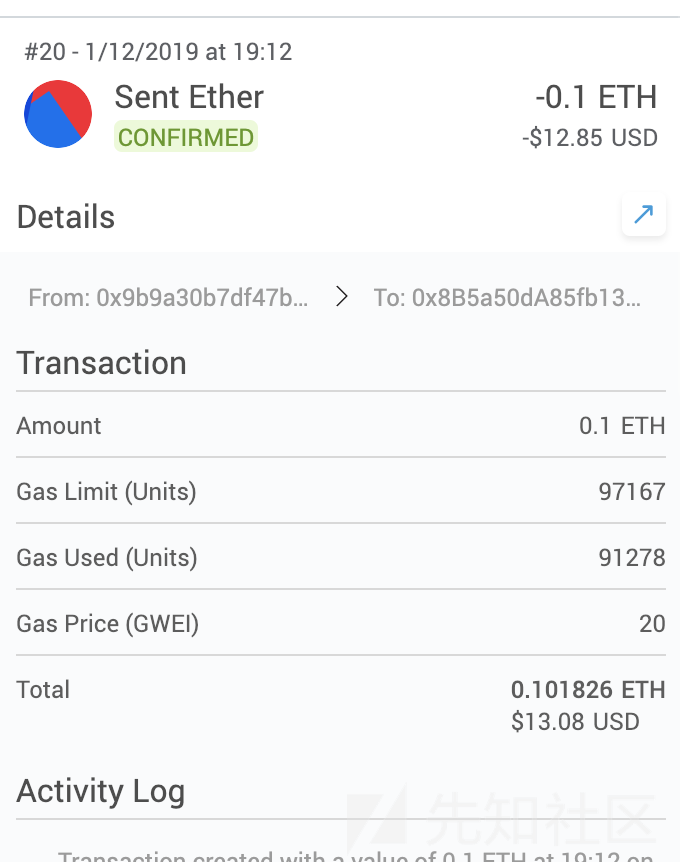 #20 - 1/12/2019 at 19:12
Sent Ether
-0.1 ETH
CONFIRMED
-$12.85 USD
Details
From: 0x9b9a30b7df47b...
To: 0x8B5a50dA85fb13...
Transaction
Amount
0.1 ETH
Gas Limit (Units)
97167
Gas Used (Units)
91278
Gas Price (GWEI)
20
Total
0.101826 ETH
$13.08 USD
Activity Log
先知社区
Transaction created with a value of 0.1 ETH at 19:12 on